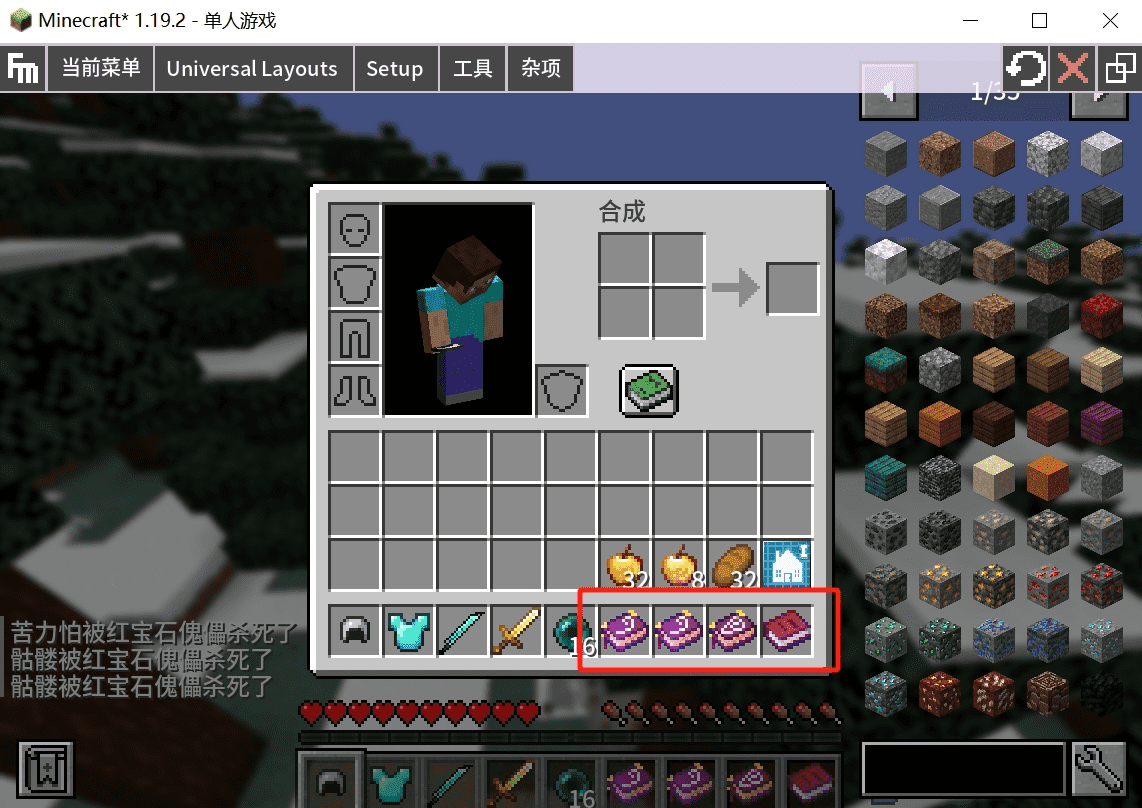 Minecraft* 1.19.2 - 单人游戏
Fm 当前菜单 Universal Layouts Setup 工具 杂项
1/35
合成
32 8 32 I
16
苦力怕被红宝石傀儡杀死了
骷髅被红宝石傀儡杀死了
骷髅被红宝石傀儡杀死了
16